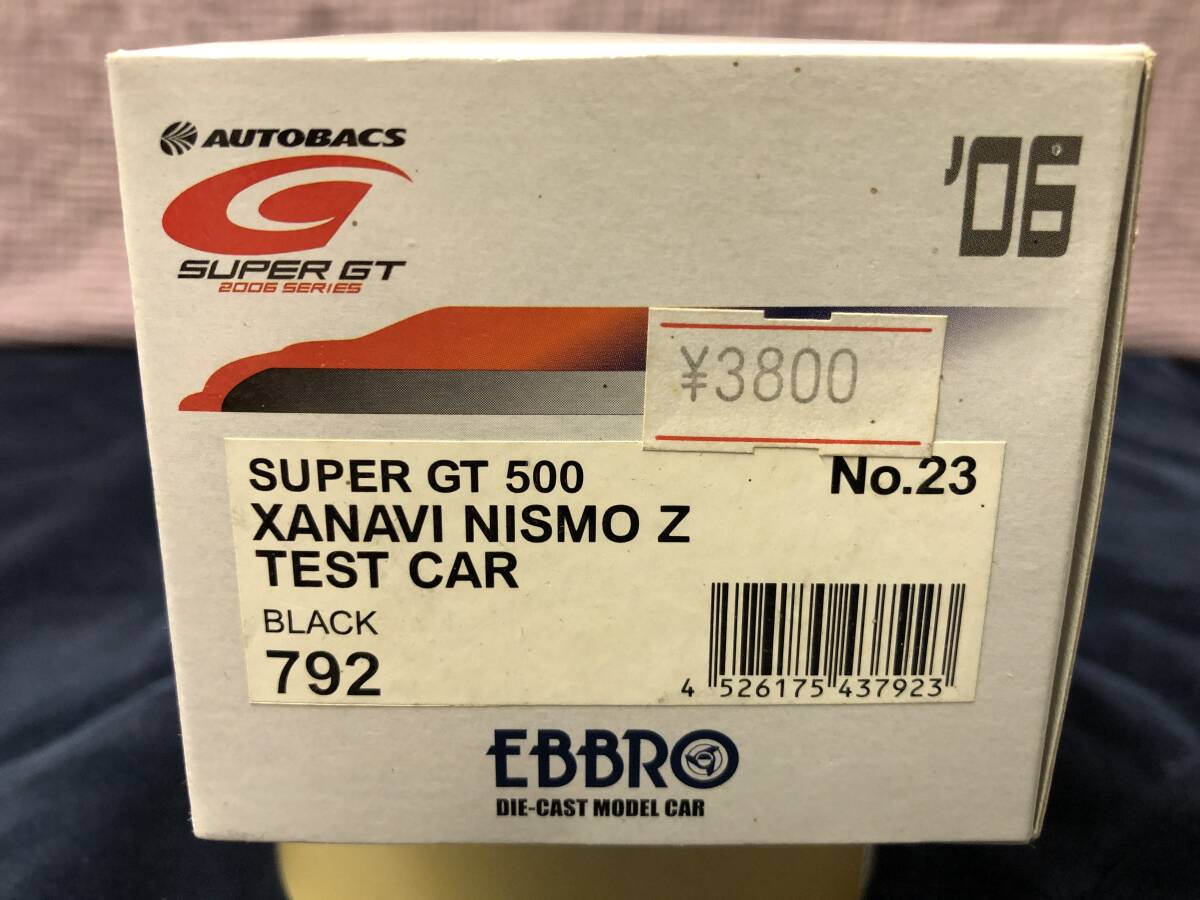 AUTOBACS
SUPER GT
2006 SERIES
'06
¥3800
SUPER GT 500 No.23
XANAVI NISMO Z
TEST CAR
BLACK
792
4 526175 437923
EBBRO
DIE-CAST MODEL CAR